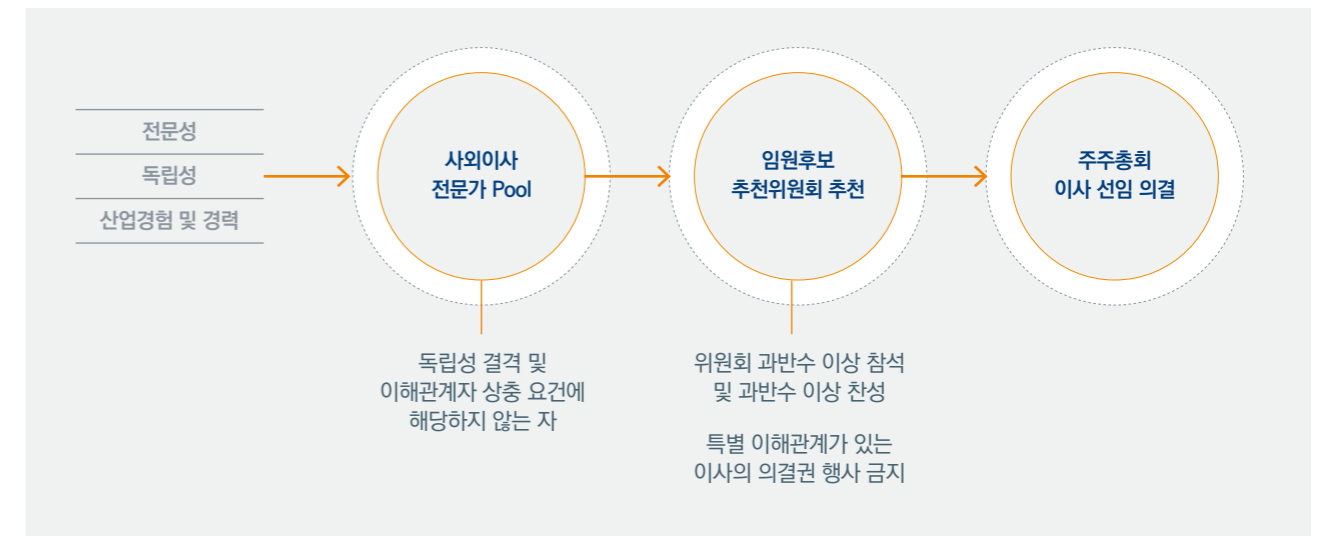 전문성
독립성
산업경험 및 경력
사외이사
전문가 Pool
임원후보
추천위원회 추천
주주총회
이사 선임 의결
독립성 결격 및
이해관계자 상충 요건에
해당하지 않는 자
위원회 과반수 이상 참석
및 과반수 이상 찬성
특별 이해관계가 있는
이사의 의결권 행사 금지